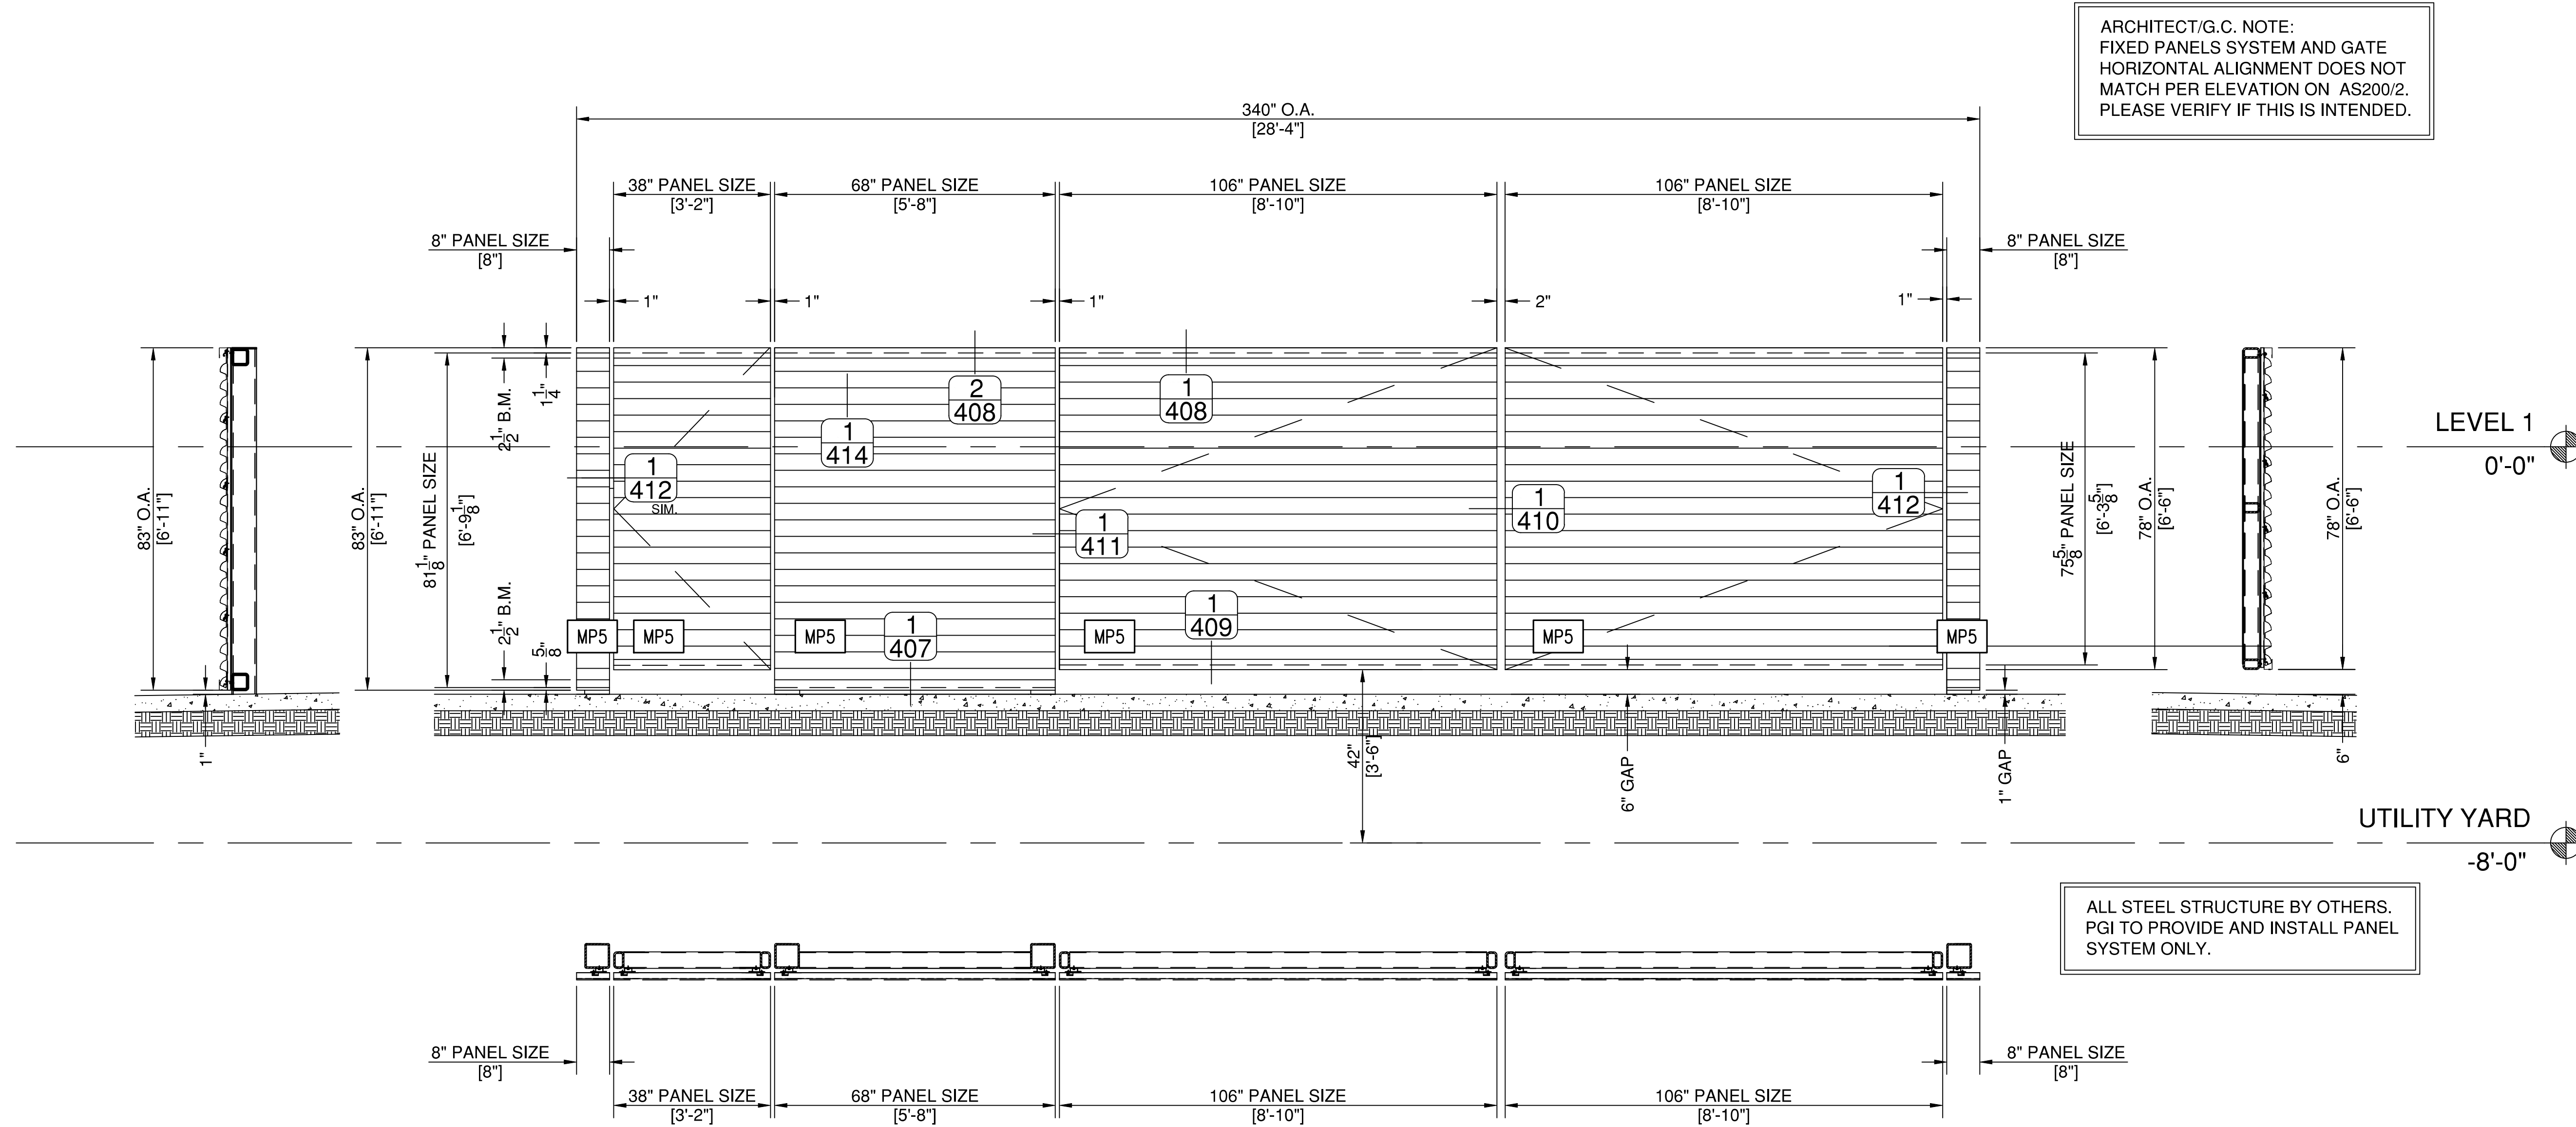 ARCHITECT/G.C. NOTE:
FIXED PANELS SYSTEM AND GATE
HORIZONTAL ALIGNMENT DOES NOT
MATCH PER ELEVATION ON AS200/2.
PLEASE VERIFY IF THIS IS INTENDED.
340" O.A.
[28'-4"]
38" PANEL SIZE
[3'-2"]
68" PANEL SIZE
[5'-8"]
106" PANEL SIZE
[8'-10"]
106" PANEL SIZE
[8'-10"]
8" PANEL SIZE
[8"]
8" PANEL SIZE
[8"]
1"
1"
1"
2"
1"
83" O.A.
[6'-11"]
1"
83" O.A.
[6'-11"]
81 1/8" PANEL SIZE
[6'-9 1/8"]
2 1/2" B.M.
1 1/4"
2 1/2" B.M.
5/8"
1
412
SIM.
1
414
2
408
1
408
1
411
1
410
1
412
1
407
1
409
MP5
MP5
MP5
MP5
MP5
MP5
75 5/8" PANEL SIZE
[6'-3 5/8"]
78" O.A.
[6'-6"]
78" O.A.
[6'-6"]
6"
LEVEL 1
0'-0"
42"
[3'-6"]
6" GAP
1" GAP
UTILITY YARD
-8'-0"
ALL STEEL STRUCTURE BY OTHERS.
PGI TO PROVIDE AND INSTALL PANEL
SYSTEM ONLY.
8" PANEL SIZE
[8"]
8" PANEL SIZE
[8"]
38" PANEL SIZE
[3'-2"]
68" PANEL SIZE
[5'-8"]
106" PANEL SIZE
[8'-10"]
106" PANEL SIZE
[8'-10"]